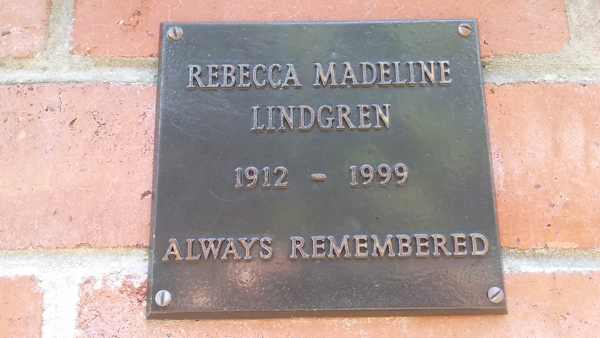 REBECCA MADELINE
LINDGREN
1912 - 1999
ALWAYS REMEMBERED